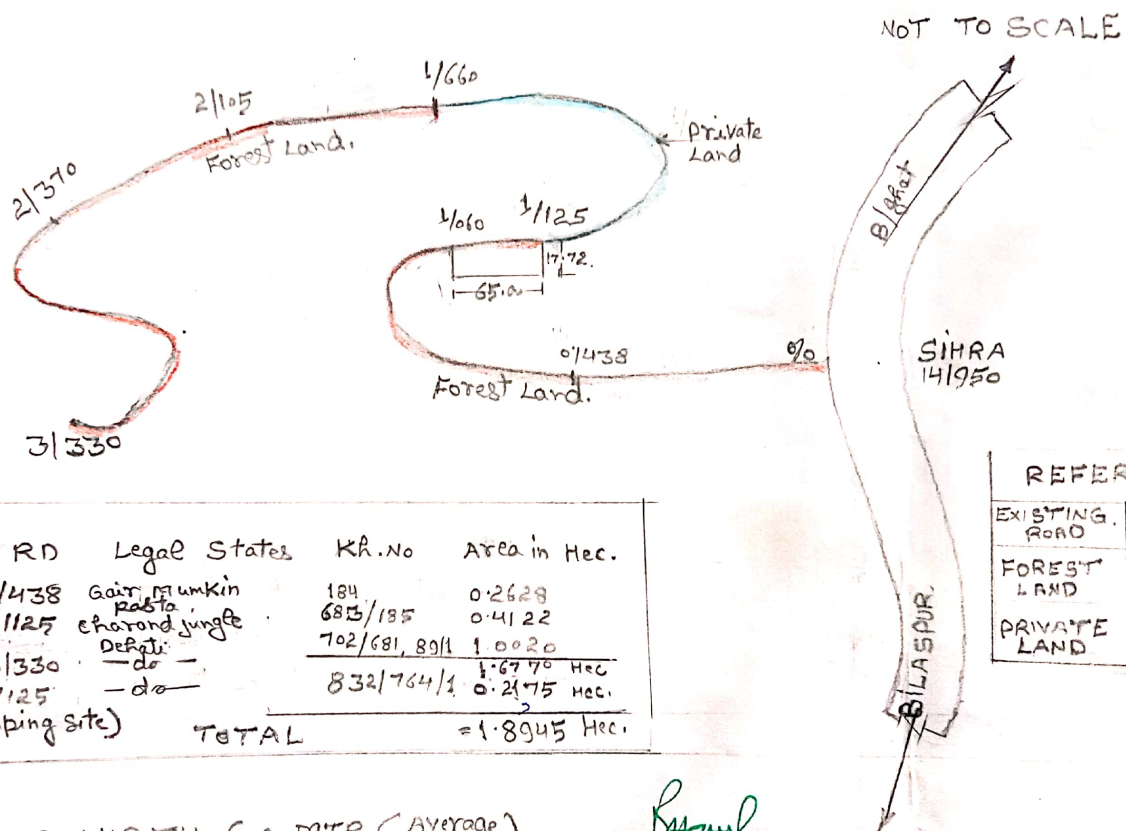 NOT TO SCALE
1/660
2/105
Private
Land
Forest Land.
2/370
B/ghat
1/060
1/125
17.72.
65.0
0/438
0/0
SIHRA
14/950
Forest Land.
3/330
REFER
EXISTING.
ROAD
FOREST
LAND
PRIVATE
LAND
BILASPUR.
RD Legal States Kh.No Area in Hec.
/438 Gair Mumkin Rasta 184 0.2628
1125 Charand jungle Dehati 683/185 0.4122
702/681, 89/1 1.0020
/330 -do- 1.6770 Hec
/125 -do- 832/764/1 0.2175 Hec.
ping site)
TOTAL =1.8945 Hec.
MTR (Average)